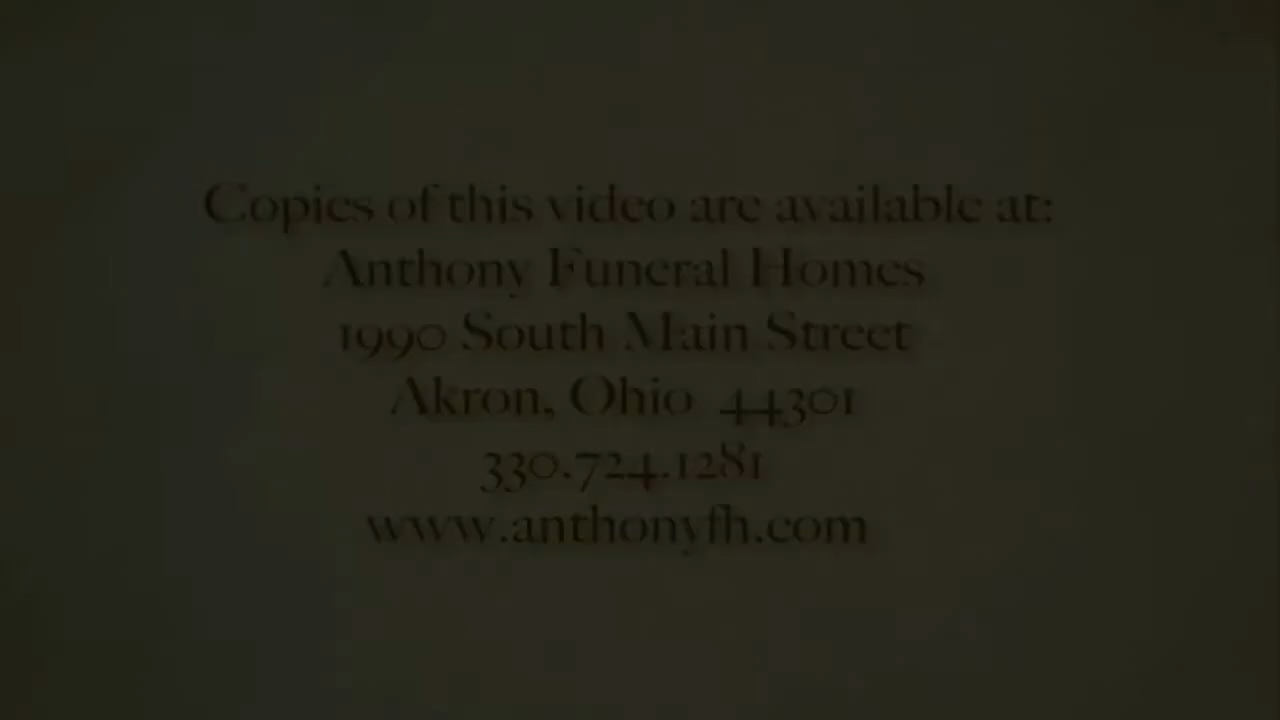 Copies of this video are available at:
Anthony Funeral Homes
1990 South Main Street
Akron, Ohio 44301
330.724.1281
www.anthonyfh.com